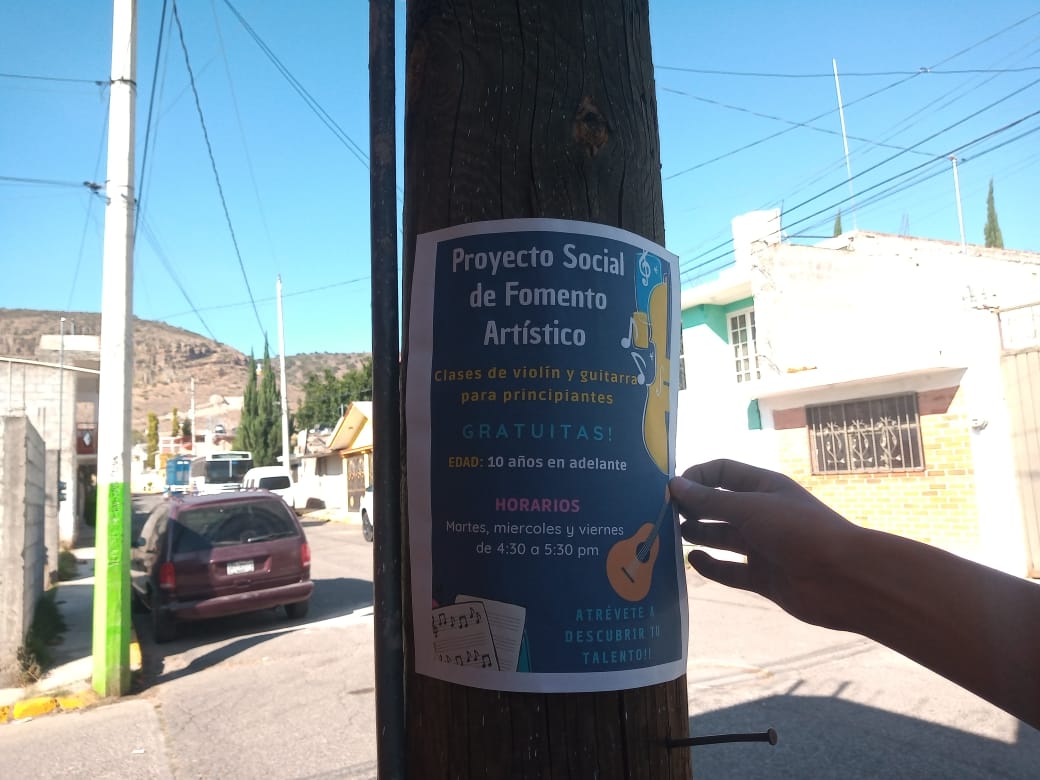 Proyecto Social
de Fomento
Artístico
Clases de violín y guitarra
para principiantes
GRATUITAS!
EDAD: 10 años en adelante
HORARIOS
Martes, miercoles y viernes
de 4:30 a 5:30 pm
ATRÉVETE A
DESCUBRIR TU
TALENTO!!